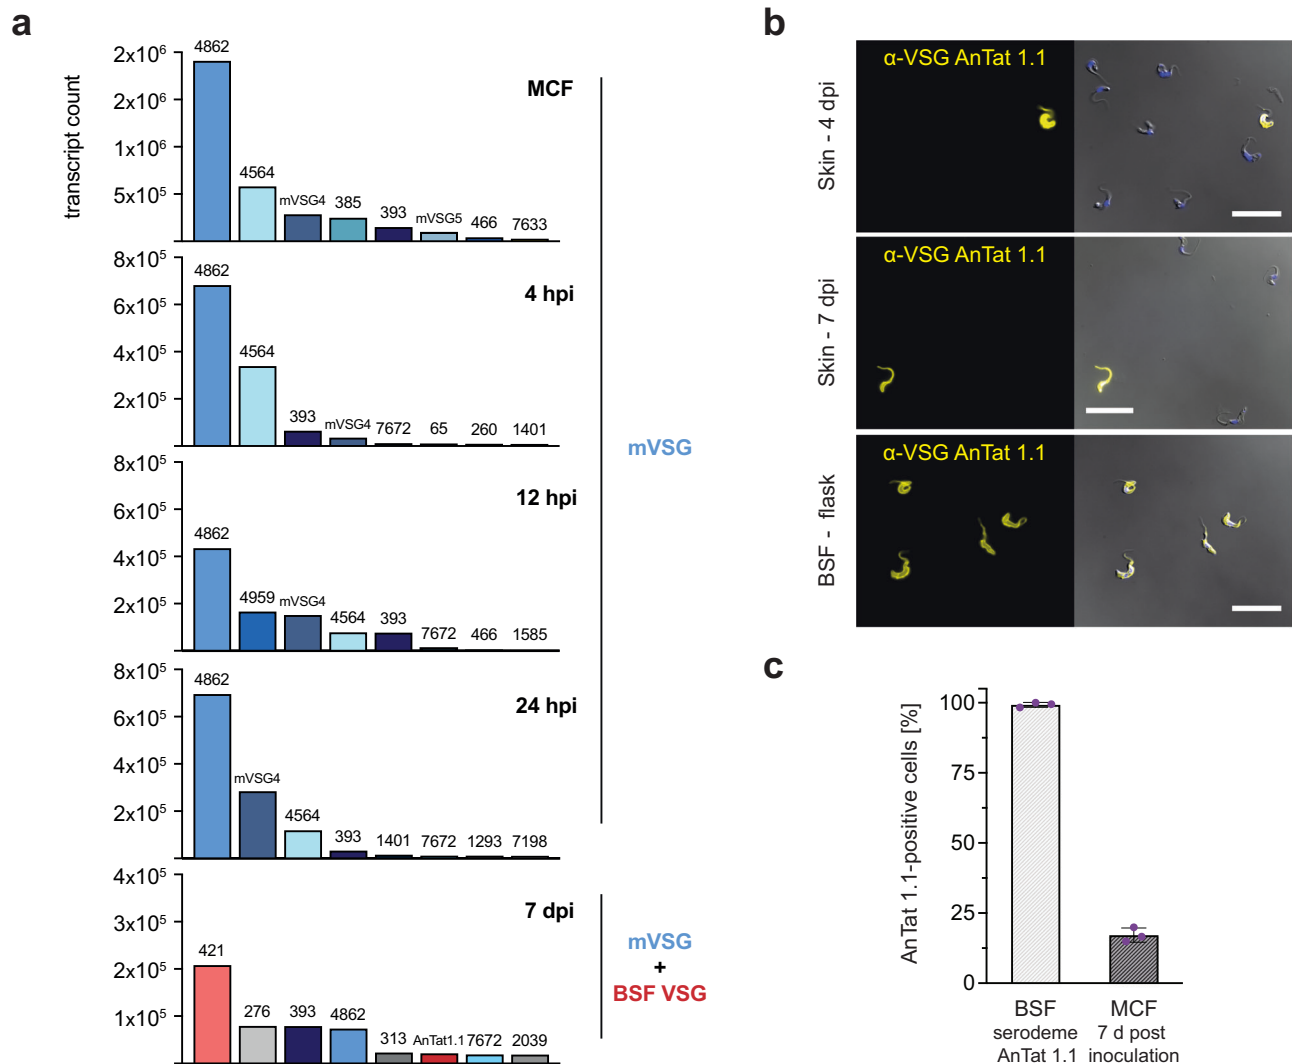 a
transcript count
2x10⁶
2x10⁶
1x10⁶
5x10⁵
4862
4564
mVSG4
385
393
mVSG5
466
7633
MCF
8x10⁵
6x10⁵
4x10⁵
2x10⁵
4862
4564
393
mVSG4
7672
65
260
1401
4 hpi
8x10⁵
6x10⁵
4x10⁵
2x10⁵
4862
4959
mVSG4
4564
393
7672
466
1585
12 hpi
8x10⁵
6x10⁵
4x10⁵
2x10⁵
4862
mVSG4
4564
393
1401
7672
1293
7198
24 hpi
mVSG
4x10⁵
3x10⁵
2x10⁵
1x10⁵
421
276
393
4862
313
AnTat1.1
7672
2039
7 dpi
mVSG
+
BSF VSG
b
Skin - 4 dpi
α-VSG AnTat 1.1
Skin - 7 dpi
α-VSG AnTat 1.1
BSF - flask
α-VSG AnTat 1.1
c
AnTat 1.1-positive cells [%]
100
75
50
25
0
BSF
serodeme
AnTat 1.1
MCF
7 d post
inoculation